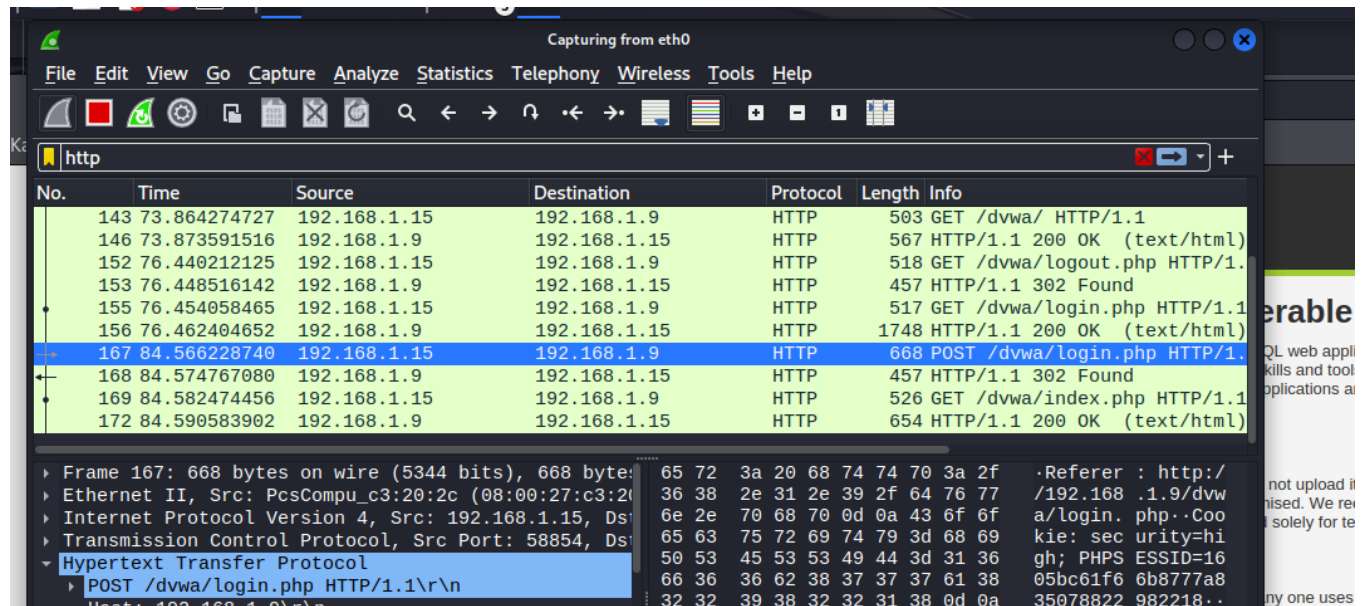 Capturing from eth0
File Edit View Go Capture Analyze Statistics Telephony Wireless Tools Help
http
No. Time Source Destination Protocol Length Info
143 73.864274727 192.168.1.15 192.168.1.9 HTTP 503 GET /dvwa/ HTTP/1.1
146 73.873591516 192.168.1.9 192.168.1.15 HTTP 567 HTTP/1.1 200 OK (text/html)
152 76.440212125 192.168.1.15 192.168.1.9 HTTP 518 GET /dvwa/logout.php HTTP/1.
153 76.448516142 192.168.1.9 192.168.1.15 HTTP 457 HTTP/1.1 302 Found
155 76.454058465 192.168.1.15 192.168.1.9 HTTP 517 GET /dvwa/login.php HTTP/1.1
156 76.462404652 192.168.1.9 192.168.1.15 HTTP 1748 HTTP/1.1 200 OK (text/html)
167 84.566228740 192.168.1.15 192.168.1.9 HTTP 668 POST /dvwa/login.php HTTP/1.
168 84.574767080 192.168.1.9 192.168.1.15 HTTP 457 HTTP/1.1 302 Found
169 84.582474456 192.168.1.15 192.168.1.9 HTTP 526 GET /dvwa/index.php HTTP/1.1
172 84.590583902 192.168.1.9 192.168.1.15 HTTP 654 HTTP/1.1 200 OK (text/html)
Frame 167: 668 bytes on wire (5344 bits), 668 byte
Ethernet II, Src: PcsCompu_c3:20:2c (08:00:27:c3:20
Internet Protocol Version 4, Src: 192.168.1.15, Dst
Transmission Control Protocol, Src Port: 58854, Dst
Hypertext Transfer Protocol
POST /dvwa/login.php HTTP/1.1\r\n
Host: 192.168.1.9\r\n
65 72 3a 20 68 74 74 70 3a 2f ·Referer : http:/
36 38 2e 31 2e 39 2f 64 76 77 /192.168 .1.9/dvw
6e 2e 70 68 70 0d 0a 43 6f 6f a/login. php··Coo
65 63 75 72 69 74 79 3d 68 69 kie: sec urity=hi
50 53 45 53 53 49 44 3d 31 36 gh; PHPS ESSID=16
66 36 36 62 38 37 37 37 61 38 05bc61f6 6b8777a8
32 32 39 38 32 32 31 38 0d 0a 35078822 982218··
erable
QL web appli
kills and tools
pplications a
not upload it
nised. We re
solely for te
ny one uses